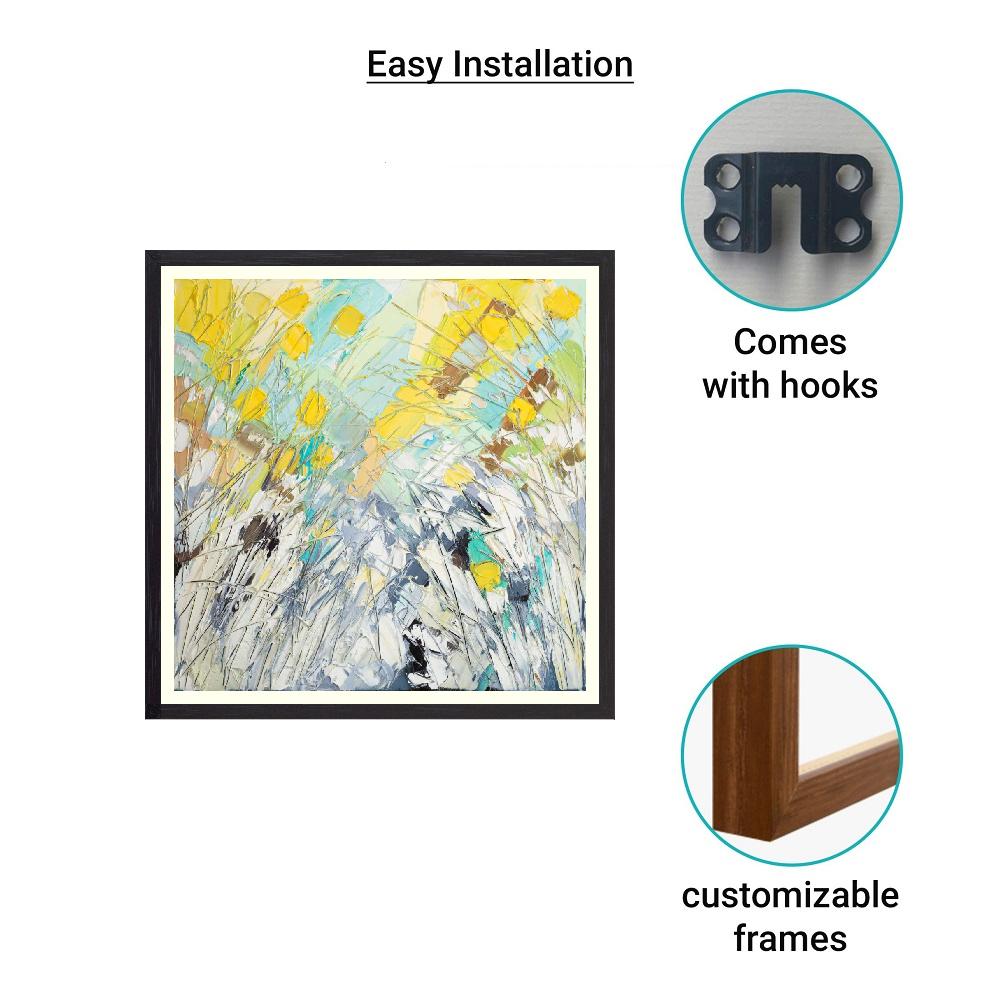 Easy Installation
Comes
with hooks
customizable
frames